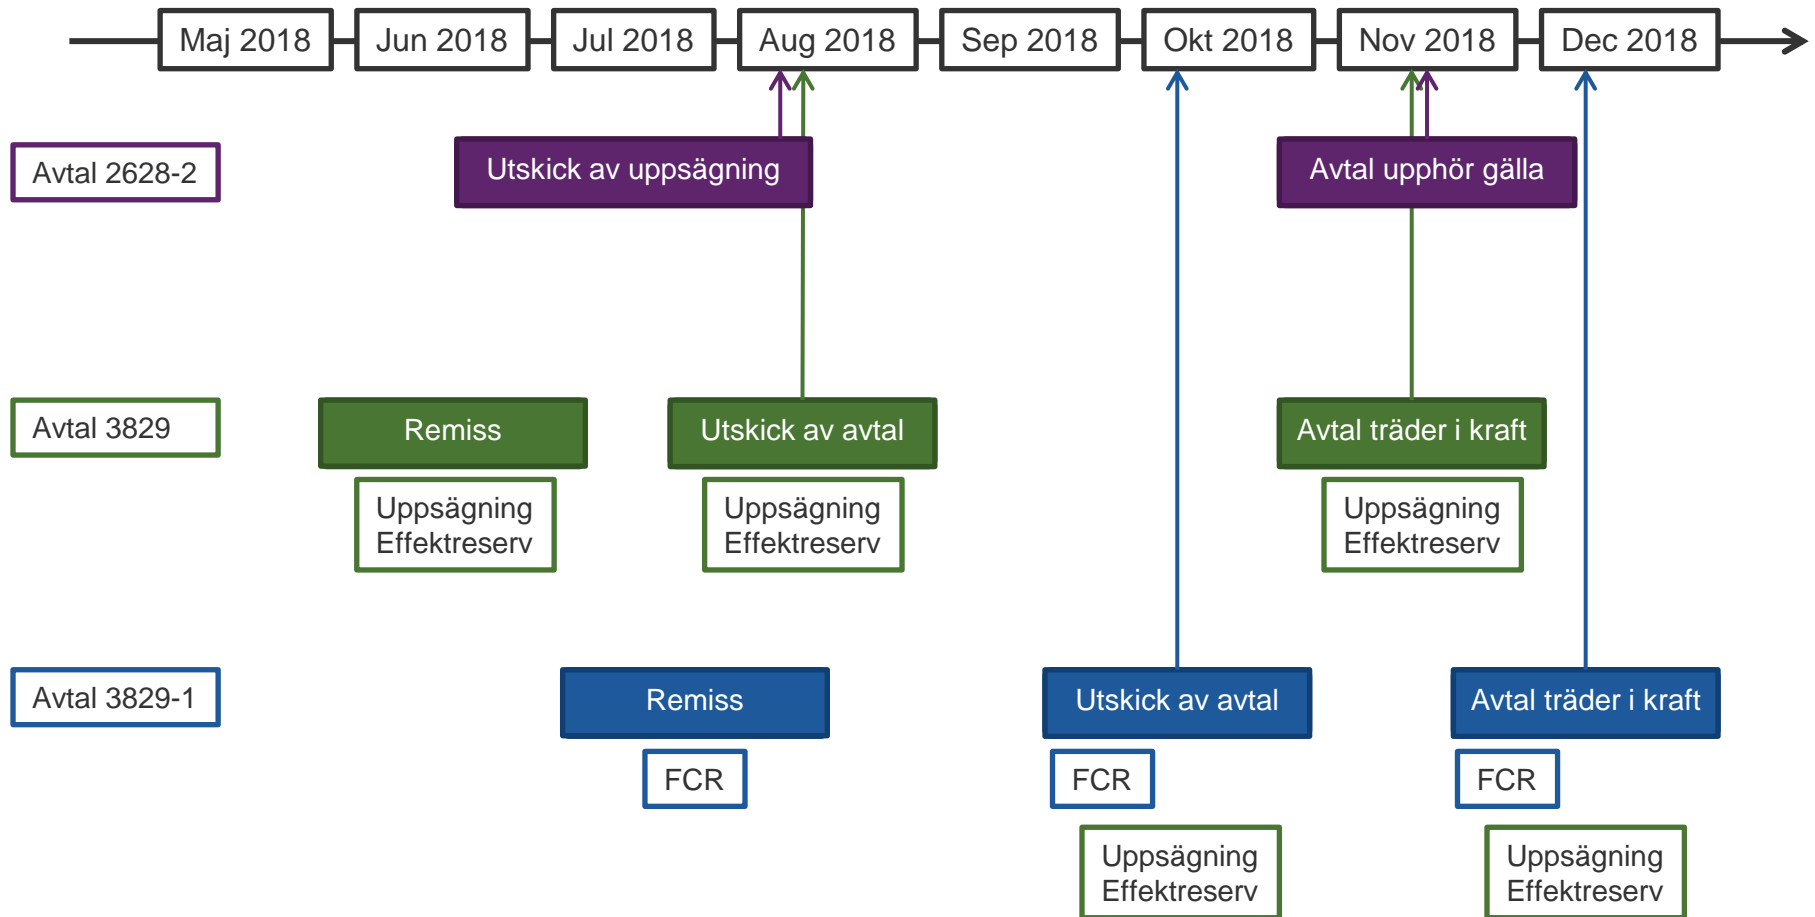 Maj 2018
Jun 2018
Jul 2018
Aug 2018
Sep 2018
Okt 2018
Nov 2018
Dec 2018
Avtal 2628-2
Utskick av uppsägning
Avtal upphör gälla
Avtal 3829
Remiss
Utskick av avtal
Avtal träder i kraft
Uppsägning
Effektreserv
Uppsägning
Effektreserv
Uppsägning
Effektreserv
Avtal 3829-1
Remiss
Utskick av avtal
Avtal träder i kraft
FCR
FCR
FCR
Uppsägning
Effektreserv
Uppsägning
Effektreserv